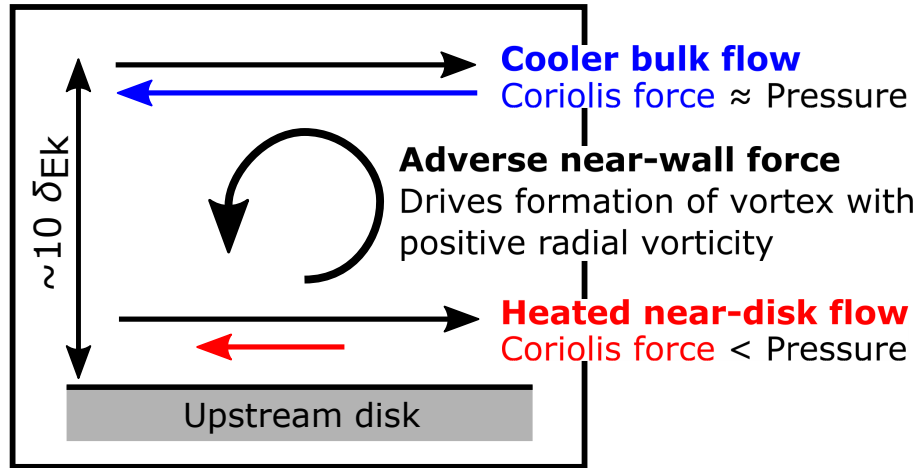 Cooler bulk flow
Coriolis force ≈ Pressure
~10 δEk
Adverse near-wall force
Drives formation of vortex with
positive radial vorticity
Heated near-disk flow
Coriolis force < Pressure
Upstream disk